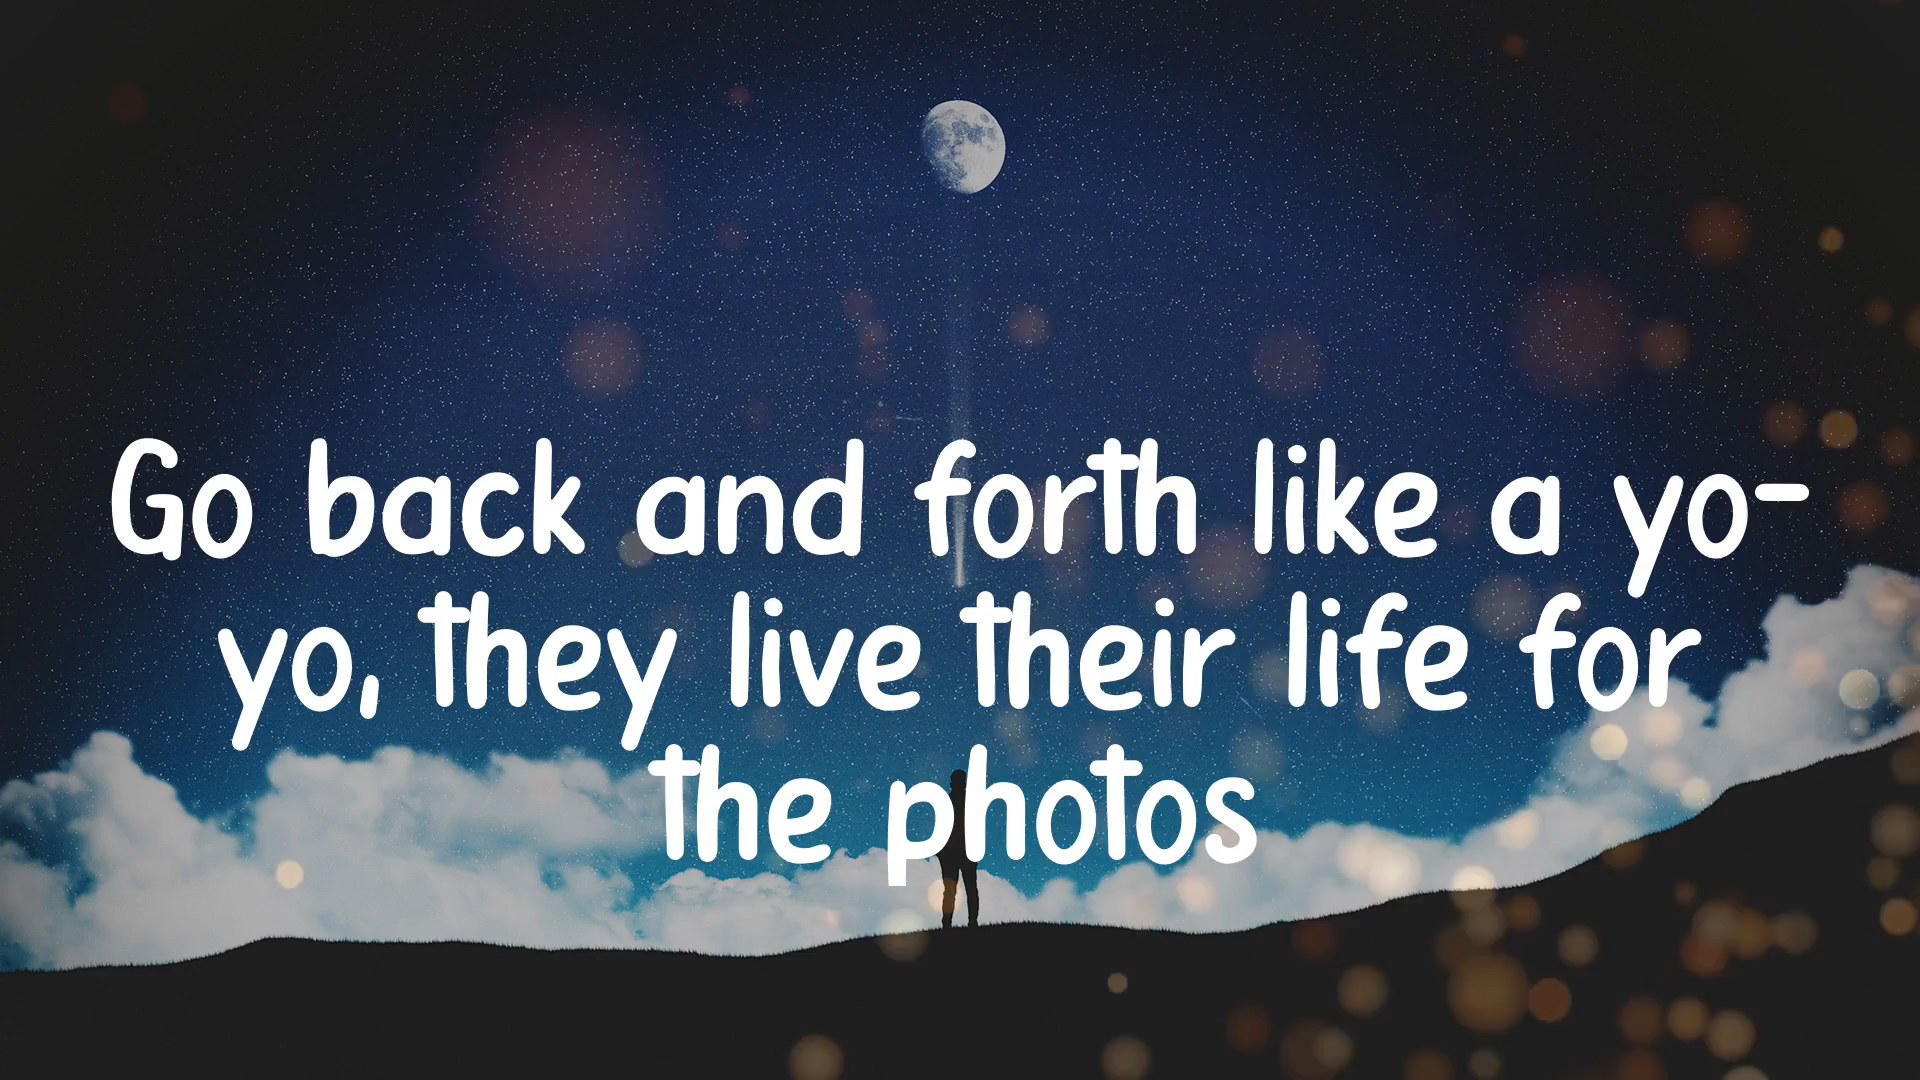 Go back and forth like a yo-
yo, they live their life for
the photos